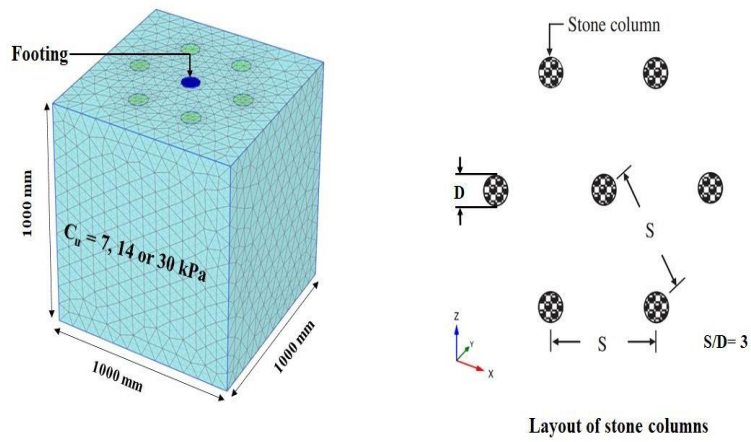 Footing
1000 mm
Cu = 7, 14 or 30 kPa
1000 mm
1000 mm
Stone column
D
S
S
S/D= 3
Z
Y
X
Layout of stone columns